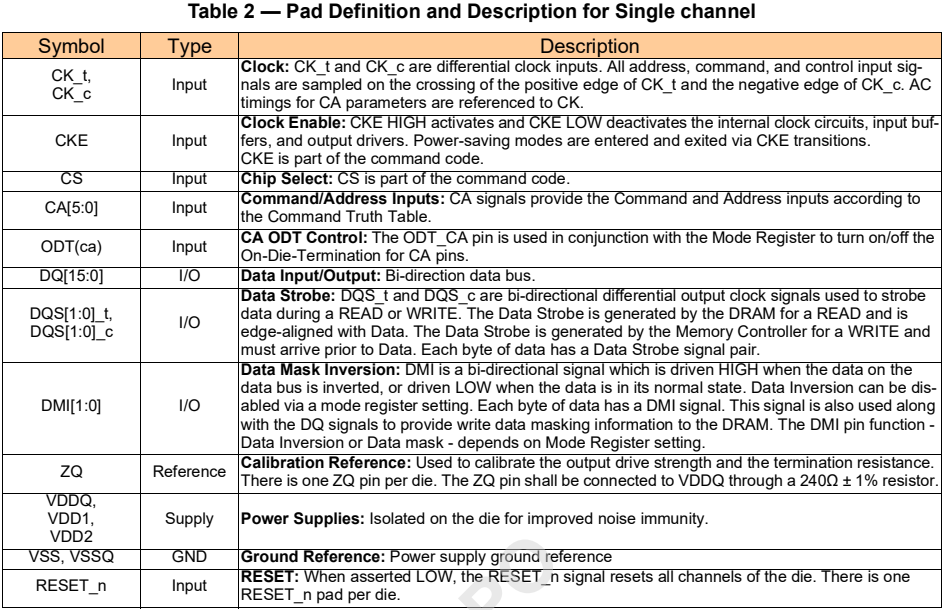 Table 2 — Pad Definition and Description for Single channel
Symbol Type Description
CK_t,
CK_c
Input
Clock: CK_t and CK_c are differential clock inputs. All address, command, and control input sig-
nals are sampled on the crossing of the positive edge of CK_t and the negative edge of CK_c. AC
timings for CA parameters are referenced to CK.
CKE
Input
Clock Enable: CKE HIGH activates and CKE LOW deactivates the internal clock circuits, input buf-
fers, and output drivers. Power-saving modes are entered and exited via CKE transitions.
CKE is part of the command code.
CS Input Chip Select: CS is part of the command code.
CA[5:0]
Input
Command/Address Inputs: CA signals provide the Command and Address inputs according to
the Command Truth Table.
ODT(ca)
Input
CA ODT Control: The ODT_CA pin is used in conjunction with the Mode Register to turn on/off the
On-Die-Termination for CA pins.
DQ[15:0] I/O Data Input/Output: Bi-direction data bus.
DQS[1:0]_t,
DQS[1:0]_c
I/O
Data Strobe: DQS_t and DQS_c are bi-directional differential output clock signals used to strobe
data during a READ or WRITE. The Data Strobe is generated by the DRAM for a READ and is
edge-aligned with Data. The Data Strobe is generated by the Memory Controller for a WRITE and
must arrive prior to Data. Each byte of data has a Data Strobe signal pair.
DMI[1:0]
I/O
Data Mask Inversion: DMI is a bi-directional signal which is driven HIGH when the data on the
data bus is inverted, or driven LOW when the data is in its normal state. Data Inversion can be dis-
abled via a mode register setting. Each byte of data has a DMI signal. This signal is also used along
with the DQ signals to provide write data masking information to the DRAM. The DMI pin function -
Data Inversion or Data mask - depends on Mode Register setting.
ZQ
Reference
Calibration Reference: Used to calibrate the output drive strength and the termination resistance.
There is one ZQ pin per die. The ZQ pin shall be connected to VDDQ through a 240Ω ± 1% resistor.
VDDQ,
VDD1,
VDD2
Supply
Power Supplies: Isolated on the die for improved noise immunity.
VSS, VSSQ GND Ground Reference: Power supply ground reference
RESET_n
Input
RESET: When asserted LOW, the RESET_n signal resets all channels of the die. There is one
RESET_n pad per die.